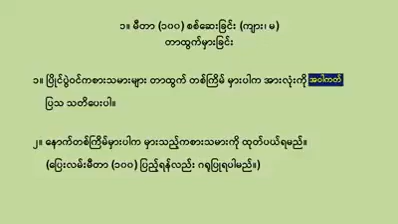 ၁။ မီတာ (၁၀၀) စစ်ဆေးခြင်း (ကျား၊ မ)
တာထွက်မှားခြင်း
၁။ ပြိုင်ပွဲဝင်ကစားသမားများ တာထွက် တစ်ကြိမ် မှားပါက အားလုံးကို အဝါကတ်
ပြသ သတိပေးပါ။
၂။ နောက်တစ်ကြိမ်မှားပါက မှားသည့်ကစားသမားကို ထုတ်ပယ်ရမည်။
(ပြေးလမ်းမီတာ (၁၀၀) ပြည့်ရန်လည်း ဂရုပြုရပါမည်။)